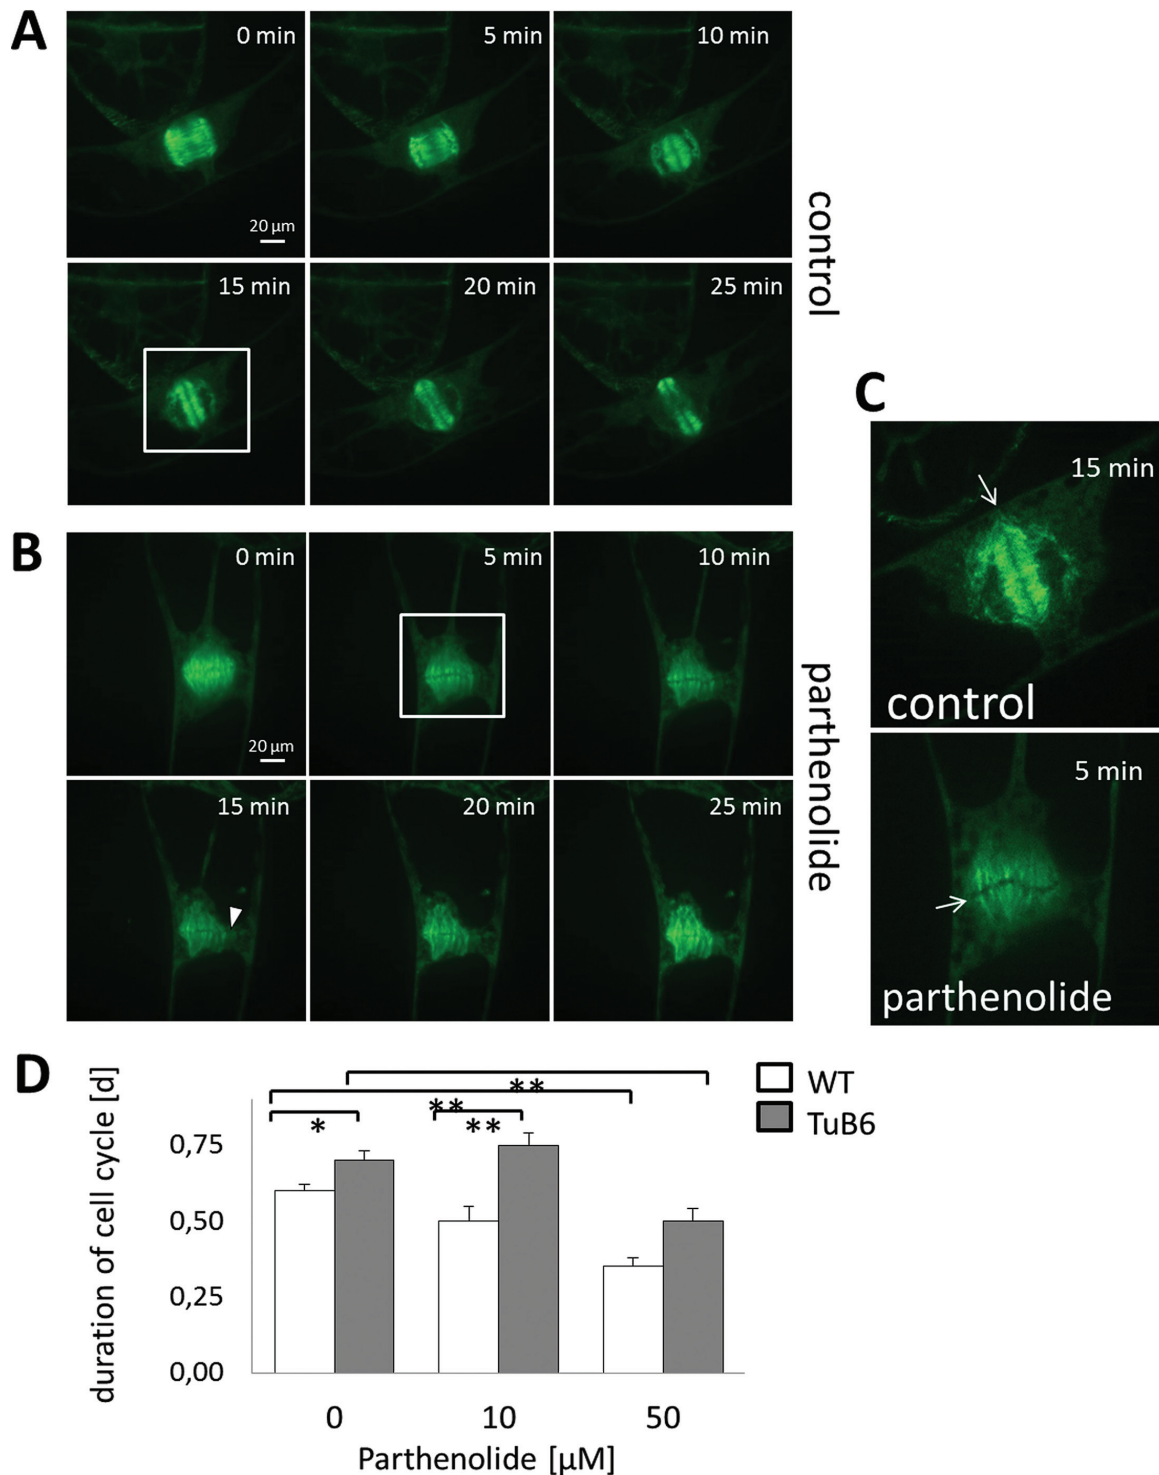 A
0 min
5 min
10 min
20 µm
15 min
20 min
25 min
control
B
0 min
5 min
10 min
20 µm
15 min
20 min
25 min
parthenolide
C
15 min
control
5 min
parthenolide
D
WT
TuB6
**
**
*
**
duration of cell cycle [d]
0,75
0,50
0,25
0,00
0
10
50
Parthenolide [µM]